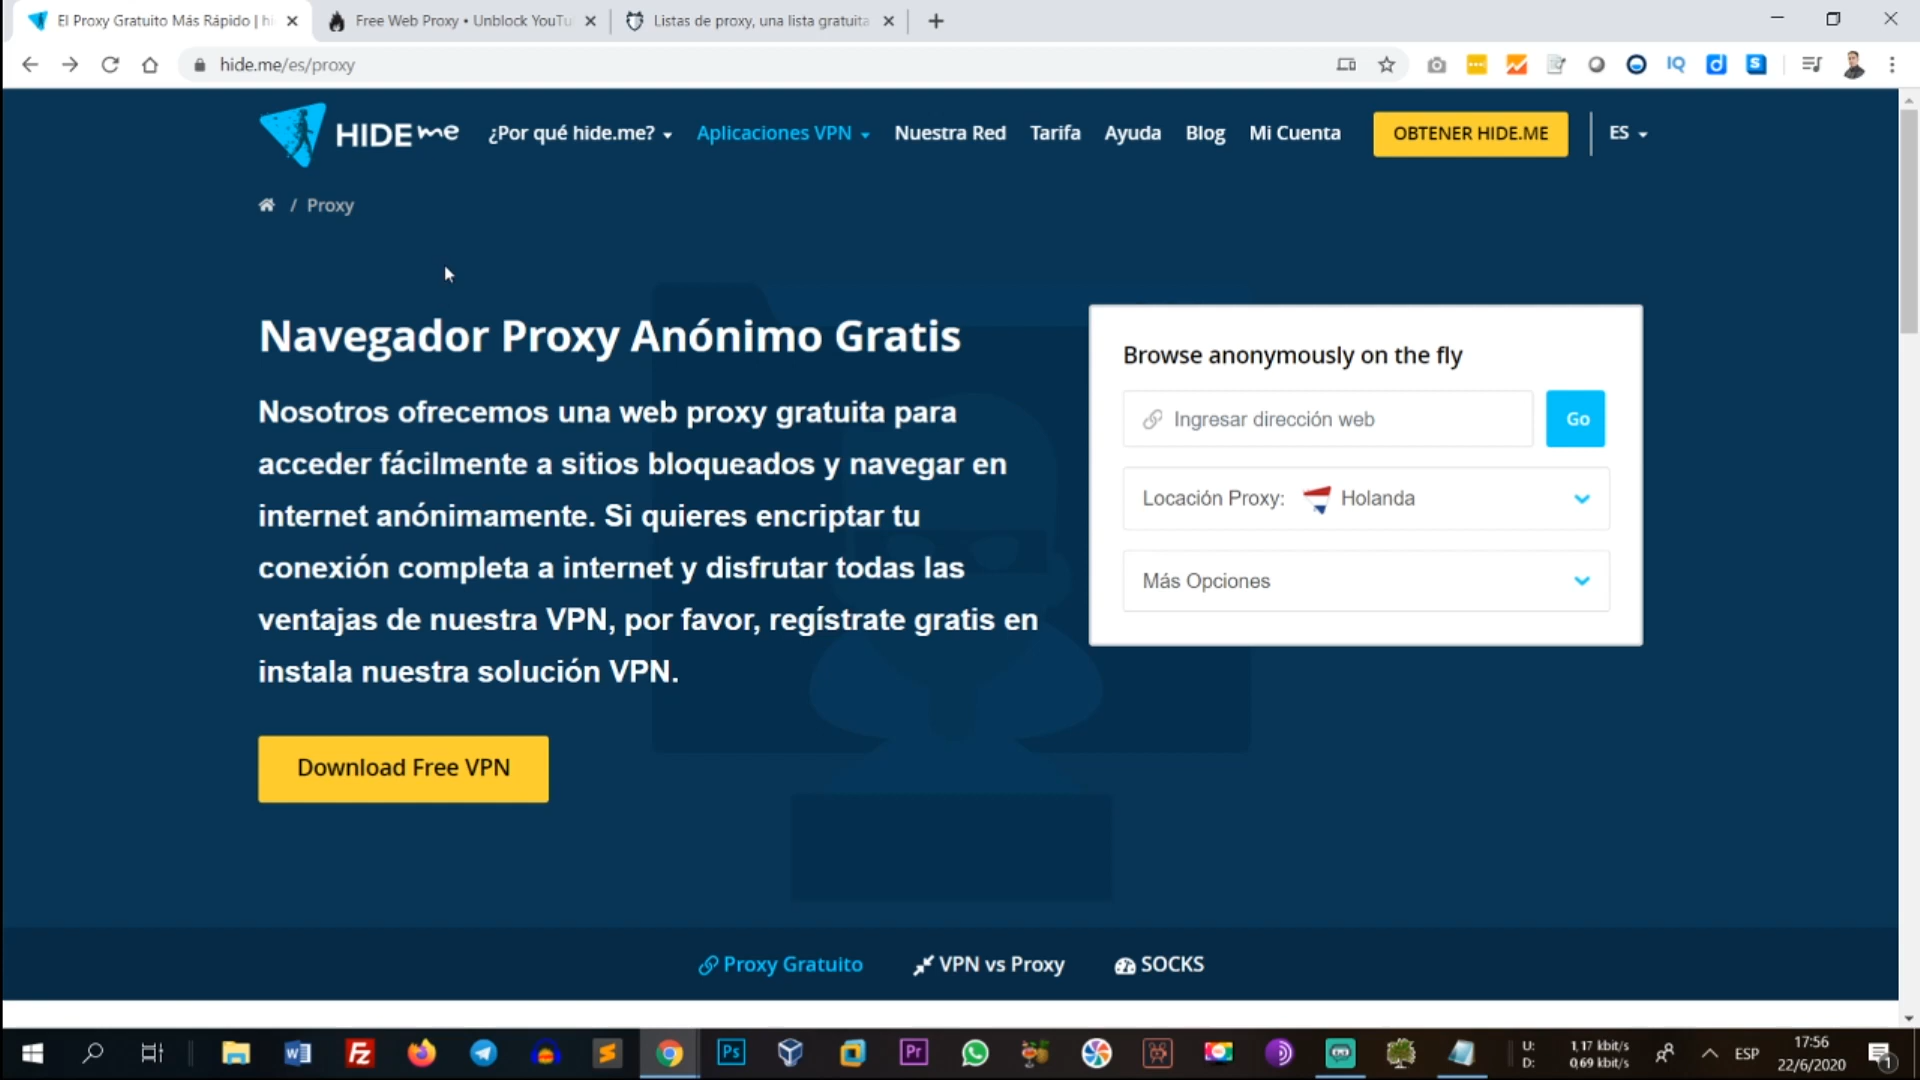 El Proxy Gratuito Más Rápido | hi
Free Web Proxy • Unblock YouTu
Listas de proxy, una lista gratuita
hide.me/es/proxy
IQ
HIDE me
¿Por qué hide.me?
Aplicaciones VPN
Nuestra Red
Tarifa
Ayuda
Blog
Mi Cuenta
OBTENER HIDE.ME
ES
/ Proxy
Navegador Proxy Anónimo Gratis
Nosotros ofrecemos una web proxy gratuita para
acceder fácilmente a sitios bloqueados y navegar en
internet anónimamente. Si quieres encriptar tu
conexión completa a internet y disfrutar todas las
ventajas de nuestra VPN, por favor, regístrate gratis en
instala nuestra solución VPN.
Download Free VPN
Browse anonymously on the fly
Ingresar dirección web
Go
Locación Proxy: Holanda
Más Opciones
Proxy Gratuito
VPN vs Proxy
SOCKS
Ps
Pr
U: 1,17 kbit/s
D: 0,69 kbit/s
ESP
17:56
22/6/2020
1